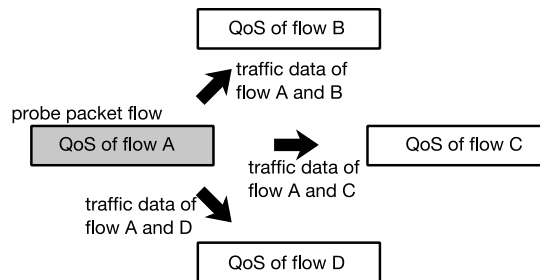 QoS of flow B
traffic data of
flow A and B
probe packet flow
QoS of flow A
QoS of flow C
traffic data of
flow A and C
traffic data of
flow A and D
QoS of flow D